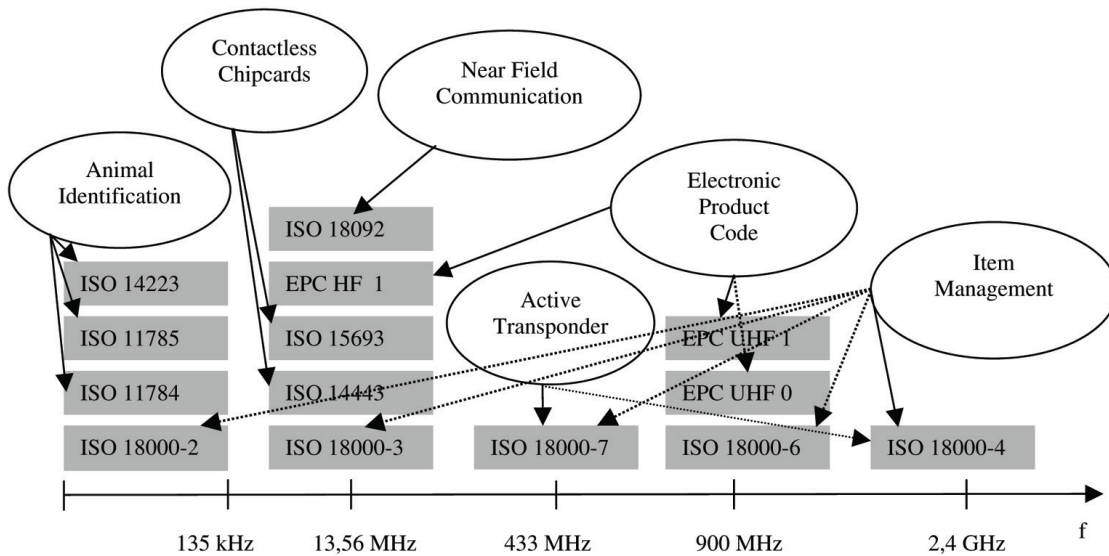 Contactless
Chipcards
Near Field
Communication
Animal
Identification
Electronic
Product
Code
ISO 18092
ISO 14223
EPC HF 1
Active
Transponder
Item
Management
ISO 11785
ISO 15693
EPC UHF 1
ISO 11784
ISO 14443
EPC UHF 0
ISO 18000-2
ISO 18000-3
ISO 18000-7
ISO 18000-6
ISO 18000-4
135 kHz
13,56 MHz
433 MHz
900 MHz
2,4 GHz
f